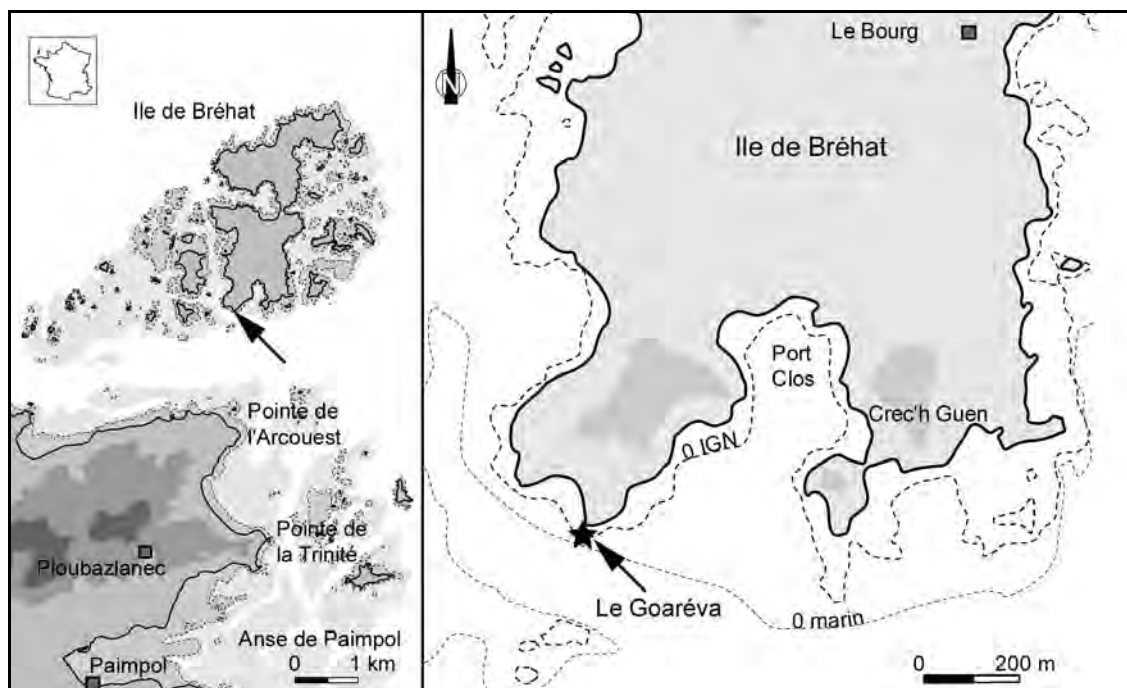 Ile de Bréhat
Pointe de
l'Arcouest
Pointe de
la Trinité
Ploubazlanec
Anse de Paimpol
Paimpol
0 1 km
N
Le Bourg
Ile de Bréhat
Port
Clos
Crec'h Guen
0 IGN
Le Goaréva
0 marin
0 200 m